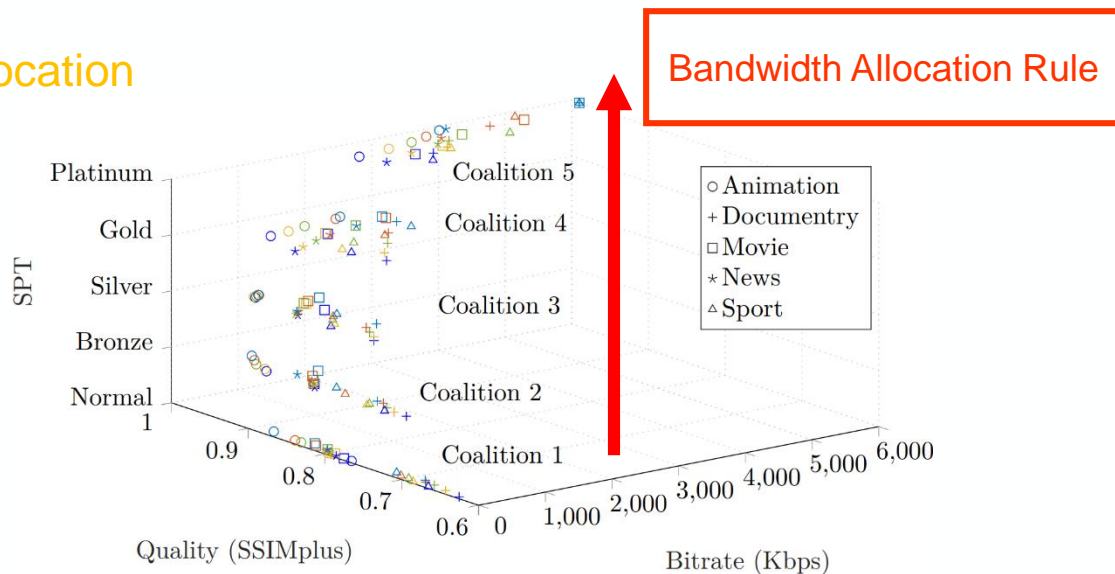 ocation
Bandwidth Allocation Rule
Platinum
Gold
Silver
Bronze
Normal
SPT
Coalition 5
Coalition 4
Coalition 3
Coalition 2
Coalition 1
Animation
Documentry
Movie
News
Sport
1
0.9
0.8
0.7
0.6
Quality (SSIMplus)
0
1,000
2,000
3,000
4,000
5,000
6,000
Bitrate (Kbps)